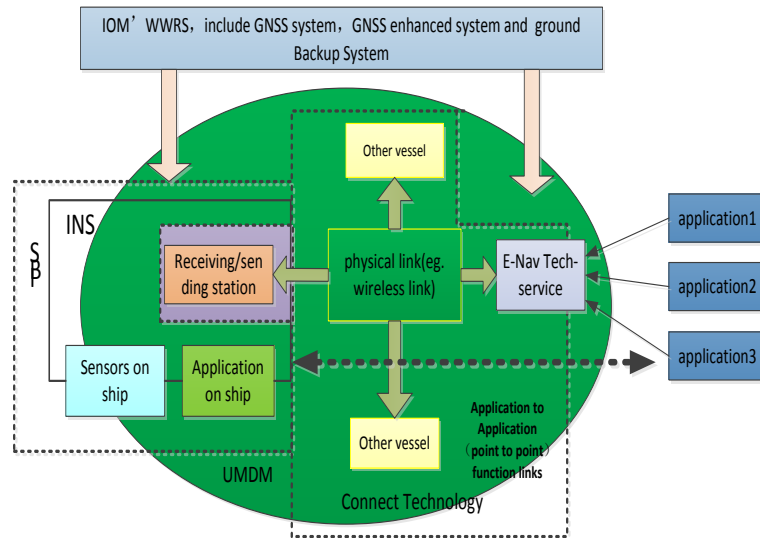 IOM’ WWRS, include GNSS system, GNSS enhanced system and ground
Backup System
Other vessel
INS
SBP
Receiving/sen
ding station
physical link(eg.
wireless link)
E-Nav Tech-
service
application1
application2
application3
Sensors on
ship
Application
on ship
Other vessel
Application to
Application
(point to point)
function links
UMDM
Connect Technology